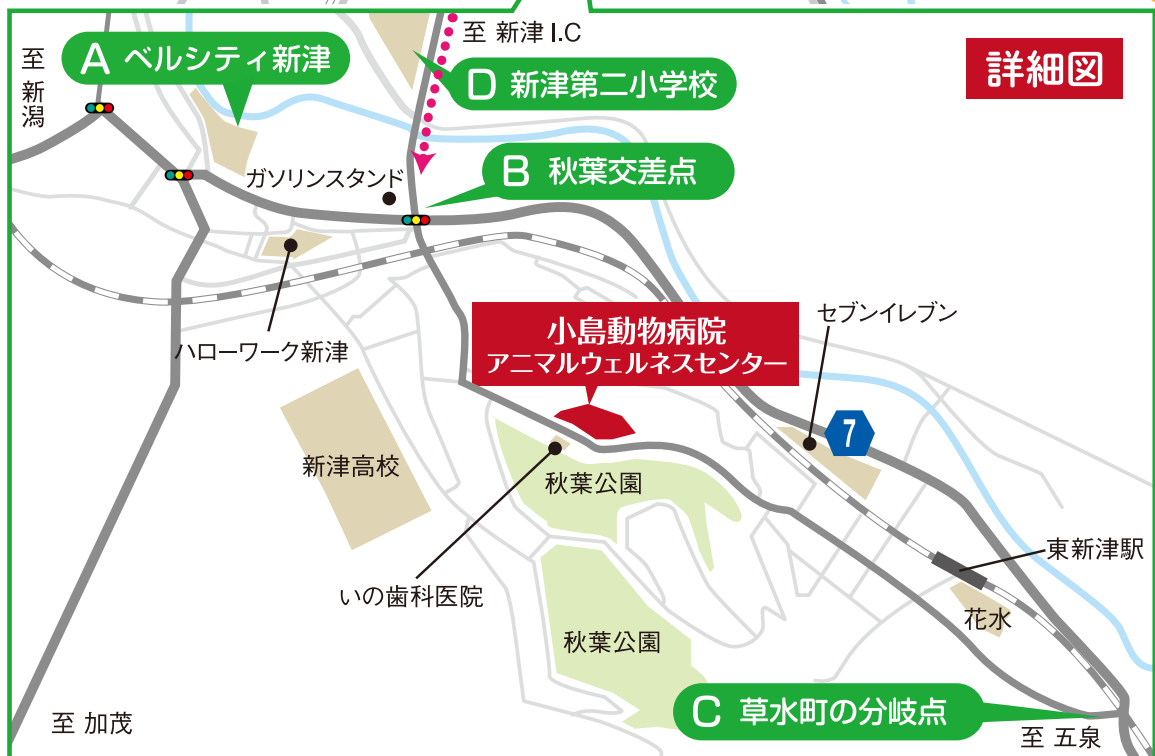 至 新津 I.C
詳細図
至 新潟
A ベルシティ新津
D 新津第二小学校
B 秋葉交差点
ガソリンスタンド
ハローワーク新津
小島動物病院
アニマルウェルネスセンター
セブンイレブン
7
新津高校
秋葉公園
いの歯科医院
東新津駅
花水
秋葉公園
C 草水町の分岐点
至 加茂
至 五泉